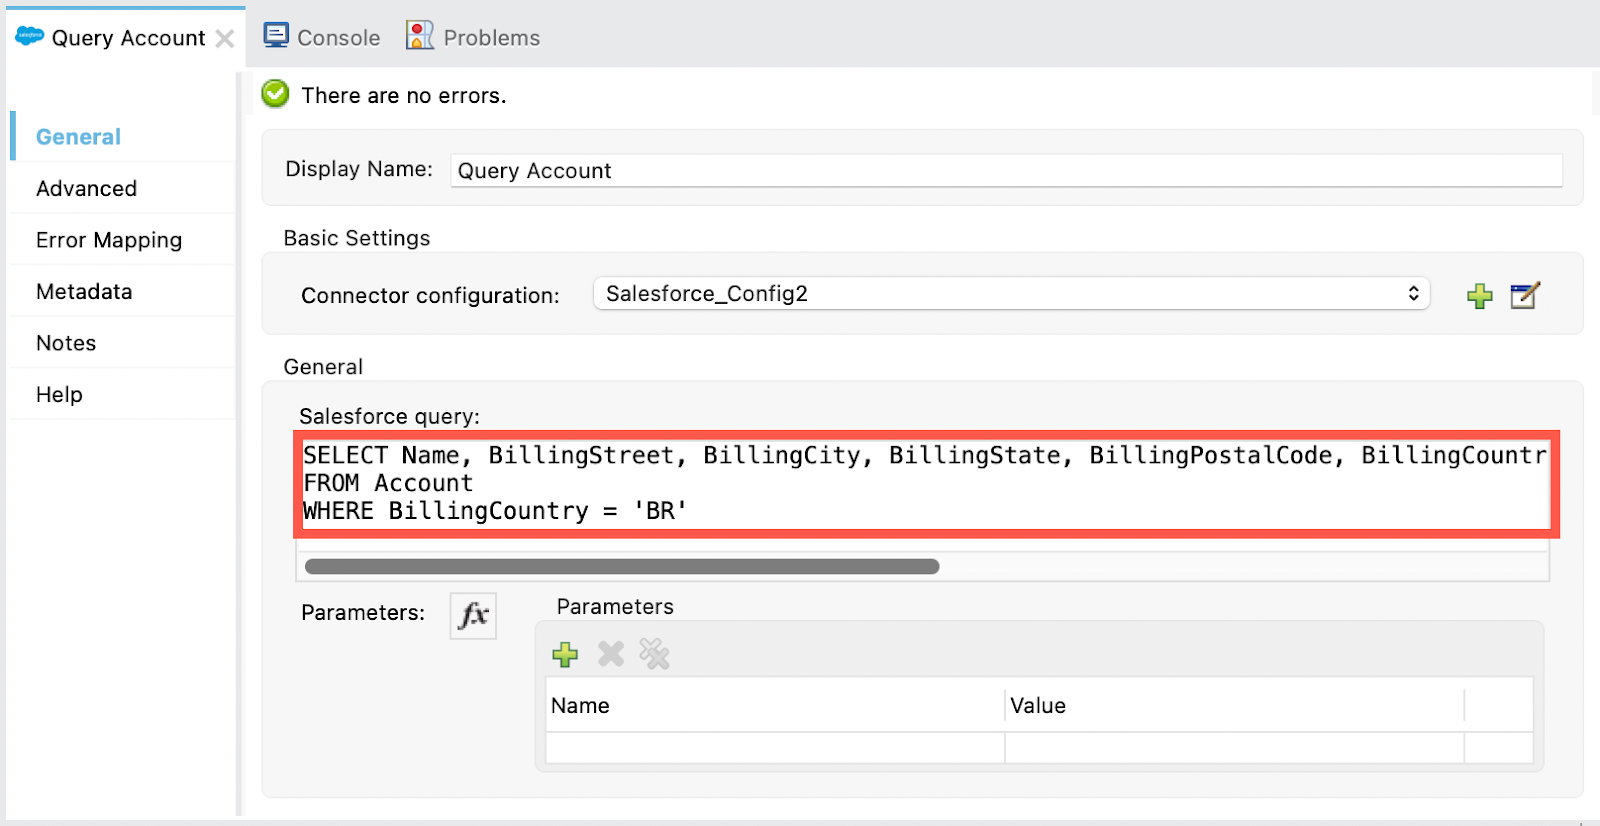 Query Account
Console
Problems
There are no errors.
General
Advanced
Error Mapping
Metadata
Notes
Help
Display Name: Query Account
Basic Settings
Connector configuration: Salesforce_Config2
General
Salesforce query:
SELECT Name, BillingStreet, BillingCity, BillingState, BillingPostalCode, BillingCountr
FROM Account
WHERE BillingCountry = 'BR'
Parameters: fx
Parameters
Name Value